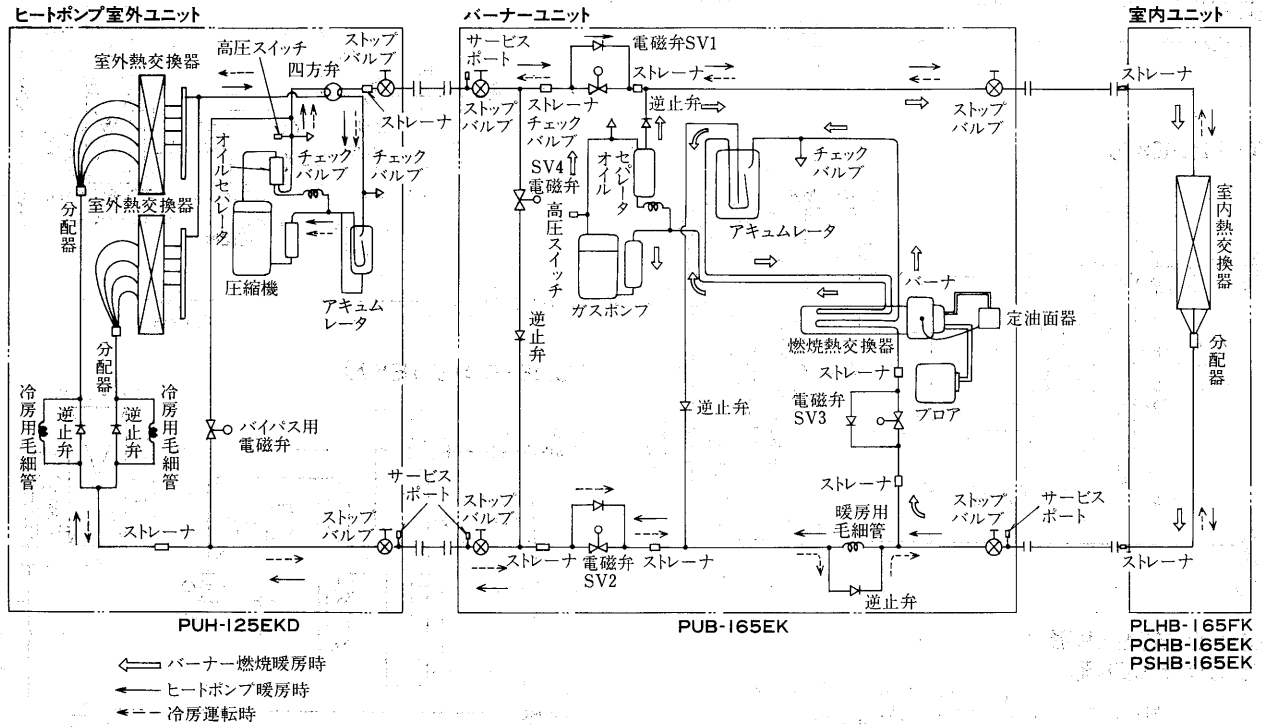 ヒートポンプ室外ユニット
バーナーユニット
室内ユニット
室外熱交換器
高圧スイッチ
四方弁
ストップ
バルブ
ストレーナ
オイルセパレータ
チェック
バルブ
チェック
バルブ
分配器
室外熱交換器
圧縮機
アキュム
レータ
分配器
冷房用毛細管
逆止弁
逆止弁
冷房用毛細管
バイパス用
電磁弁
ストレーナ
ストップ
バルブ
サービス
ポート
PUH-125EKD
サービス
ポート
ストップ
バルブ
電磁弁SV1
ストレーナ
ストレーナ
逆止弁
チェック
バルブ
SV4
電磁弁
オイル
セパレータ
高圧スイッチ
ガスポンプ
アキュムレータ
チェック
バルブ
ストップ
バルブ
バーナ
定油面器
燃焼熱交換器
ストレーナ
ブロア
電磁弁
SV3
逆止弁
逆止弁
ストレーナ
暖房用
毛細管
ストップ
バルブ
サービス
ポート
ストップ
バルブ
ストレーナ
電磁弁
SV2
ストレーナ
逆止弁
PUB-165EK
ストレーナ
室内熱交換器
分配器
ストレーナ
PLHB-165FK
PCHB-165EK
PSHB-165EK
バーナー燃焼暖房時
ヒートポンプ暖房時
冷房運転時